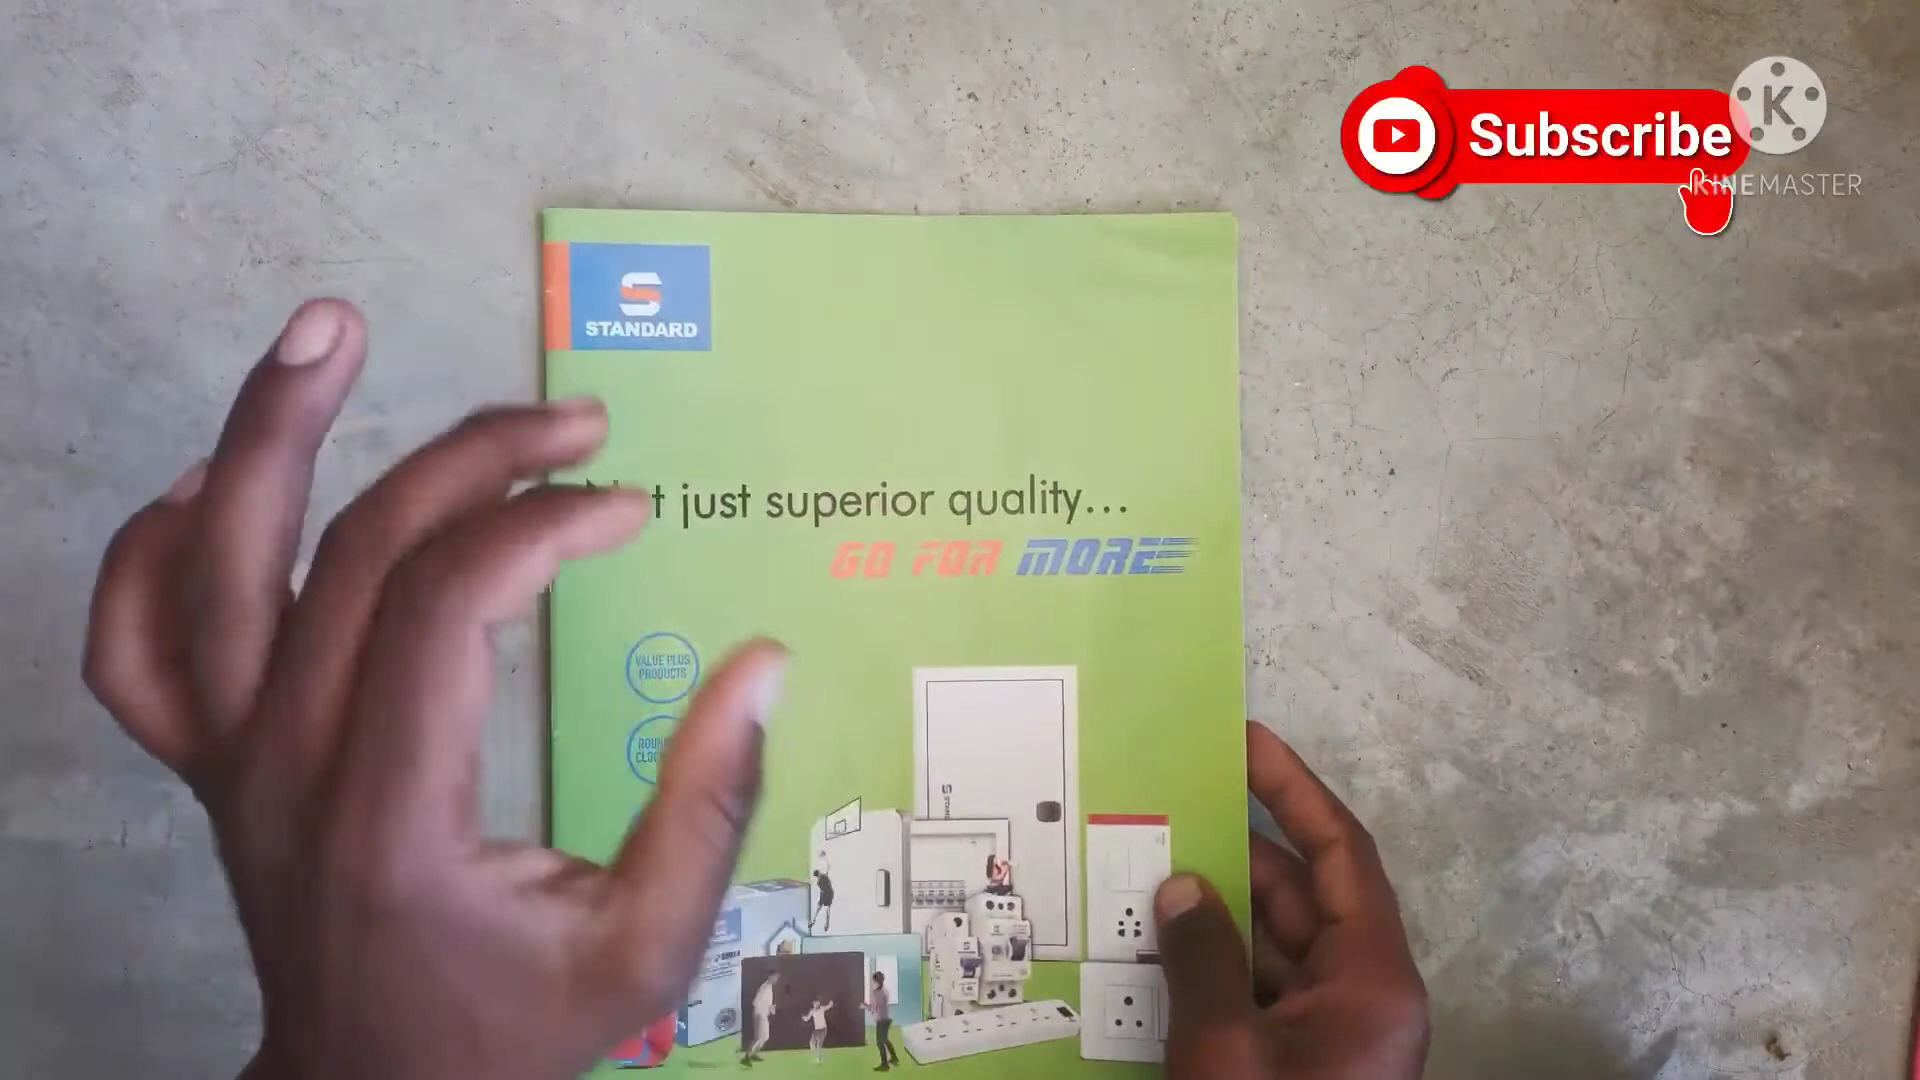 Subscribe
K
KINEMASTER
S
STANDARD
just superior quality...
GO FOR MORE
VALUE PLUS
PRODUCTS